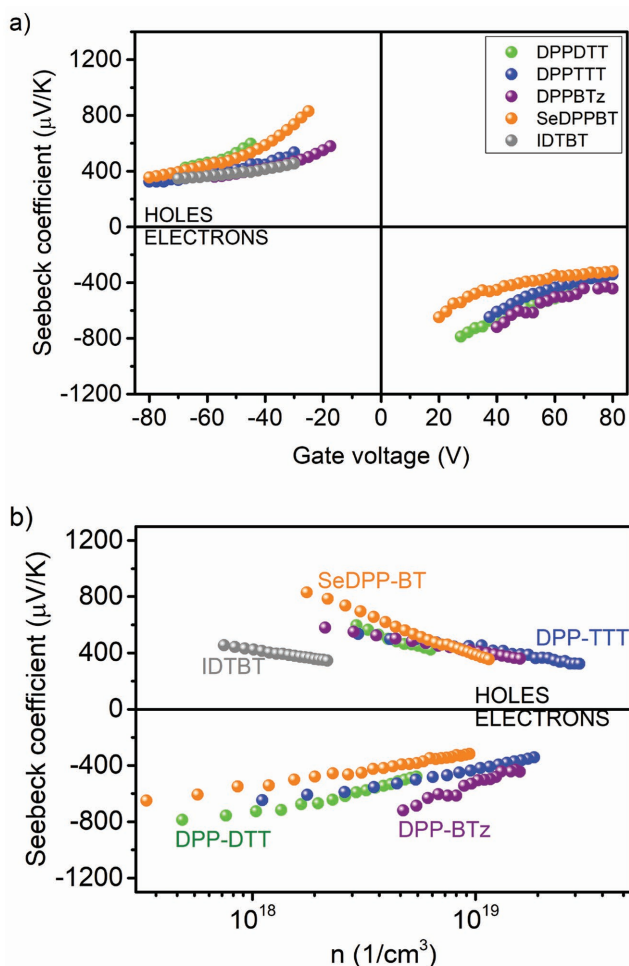 a)
1200
800
400
0
-400
-800
-1200
Seebeck coefficient (μV/K)
DPPDTT
DPPTTT
DPPBTz
SeDPPBT
IDTBT
HOLES
ELECTRONS
-80 -60 -40 -20 0 20 40 60 80
Gate voltage (V)
b)
1200
800
400
0
-400
-800
-1200
Seebeck coefficient (μV/K)
SeDPP-BT
DPP-TTT
IDTBT
HOLES
ELECTRONS
DPP-DTT
DPP-BTz
10^18 10^19
n (1/cm^3)